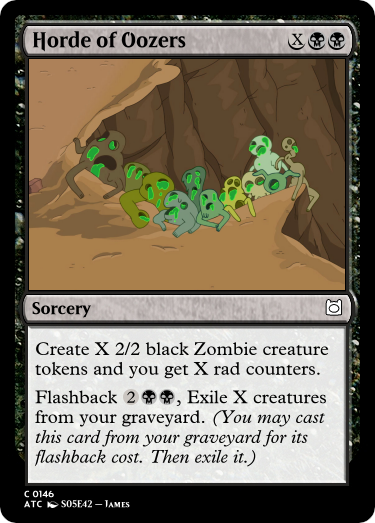 Horde of Oozers X
Sorcery
Create X 2/2 black Zombie creature
tokens and you get X rad counters.
Flashback 2, Exile X creatures
from your graveyard. (You may cast
this card from your graveyard for its
flashback cost. Then exile it.)
C 0146
ATC S05E42 – James